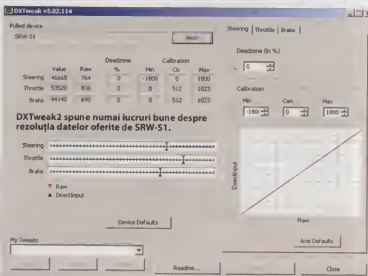 DXTweak v5.02.114
Polled device
SRW-S1
Next
Deadzone Calibration
Value Raw % Min Ctr Max
Steering 46665 764 0 -1800 0 1800
Throttle 53520 836 0 0 512 1023
Brake 44140 690 0 0 512 1023
DXTweak2 spune numai lucruri bune despre
rezoluția datelor oferite de SRW-S1.
Steering
Throttle
Brake
Raw
DirectInput
Device Defaults
My Tweaks
Readme...
Steering Throttle Brake
Deadzone (in %)
0
Calibration
Min Cen Max
-180 0 1800
DirectInput
Raw
Axis Defaults
Close